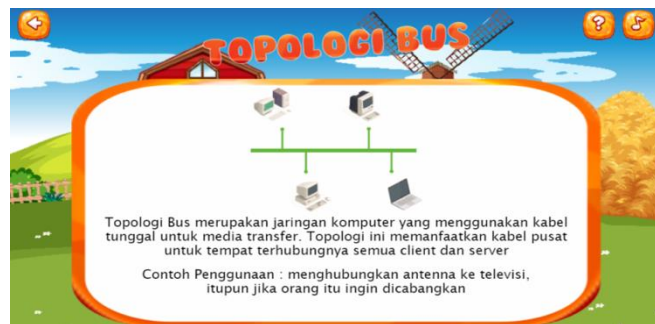 TOPOLOGI BUS
?
Topologi Bus merupakan jaringan komputer yang menggunakan kabel
tunggal untuk media transfer. Topologi ini memanfaatkan kabel pusat
untuk tempat terhubungnya semua client dan server
Contoh Penggunaan : menghubungkan antenna ke televisi,
itupun jika orang itu ingin dicabangkan